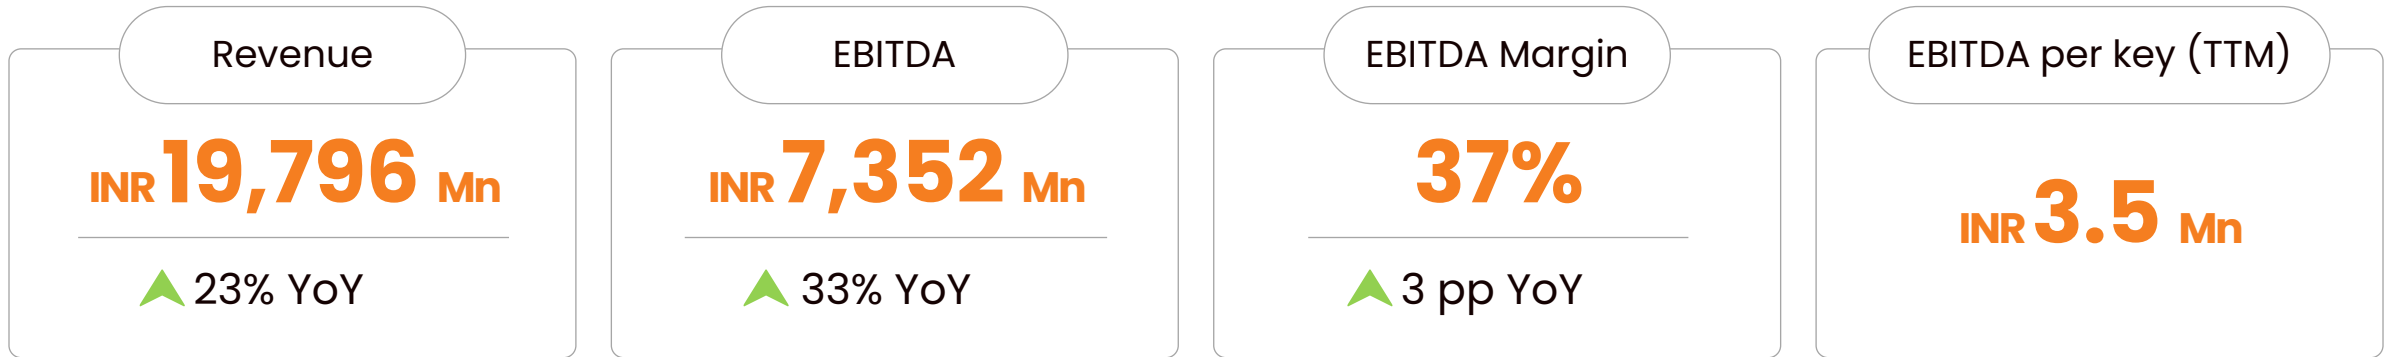 Revenue
INR 19,796 Mn
23% YoY
EBITDA
INR 7,352 Mn
33% YoY
EBITDA Margin
37%
3 pp YoY
EBITDA per key (TTM)
INR 3.5 Mn